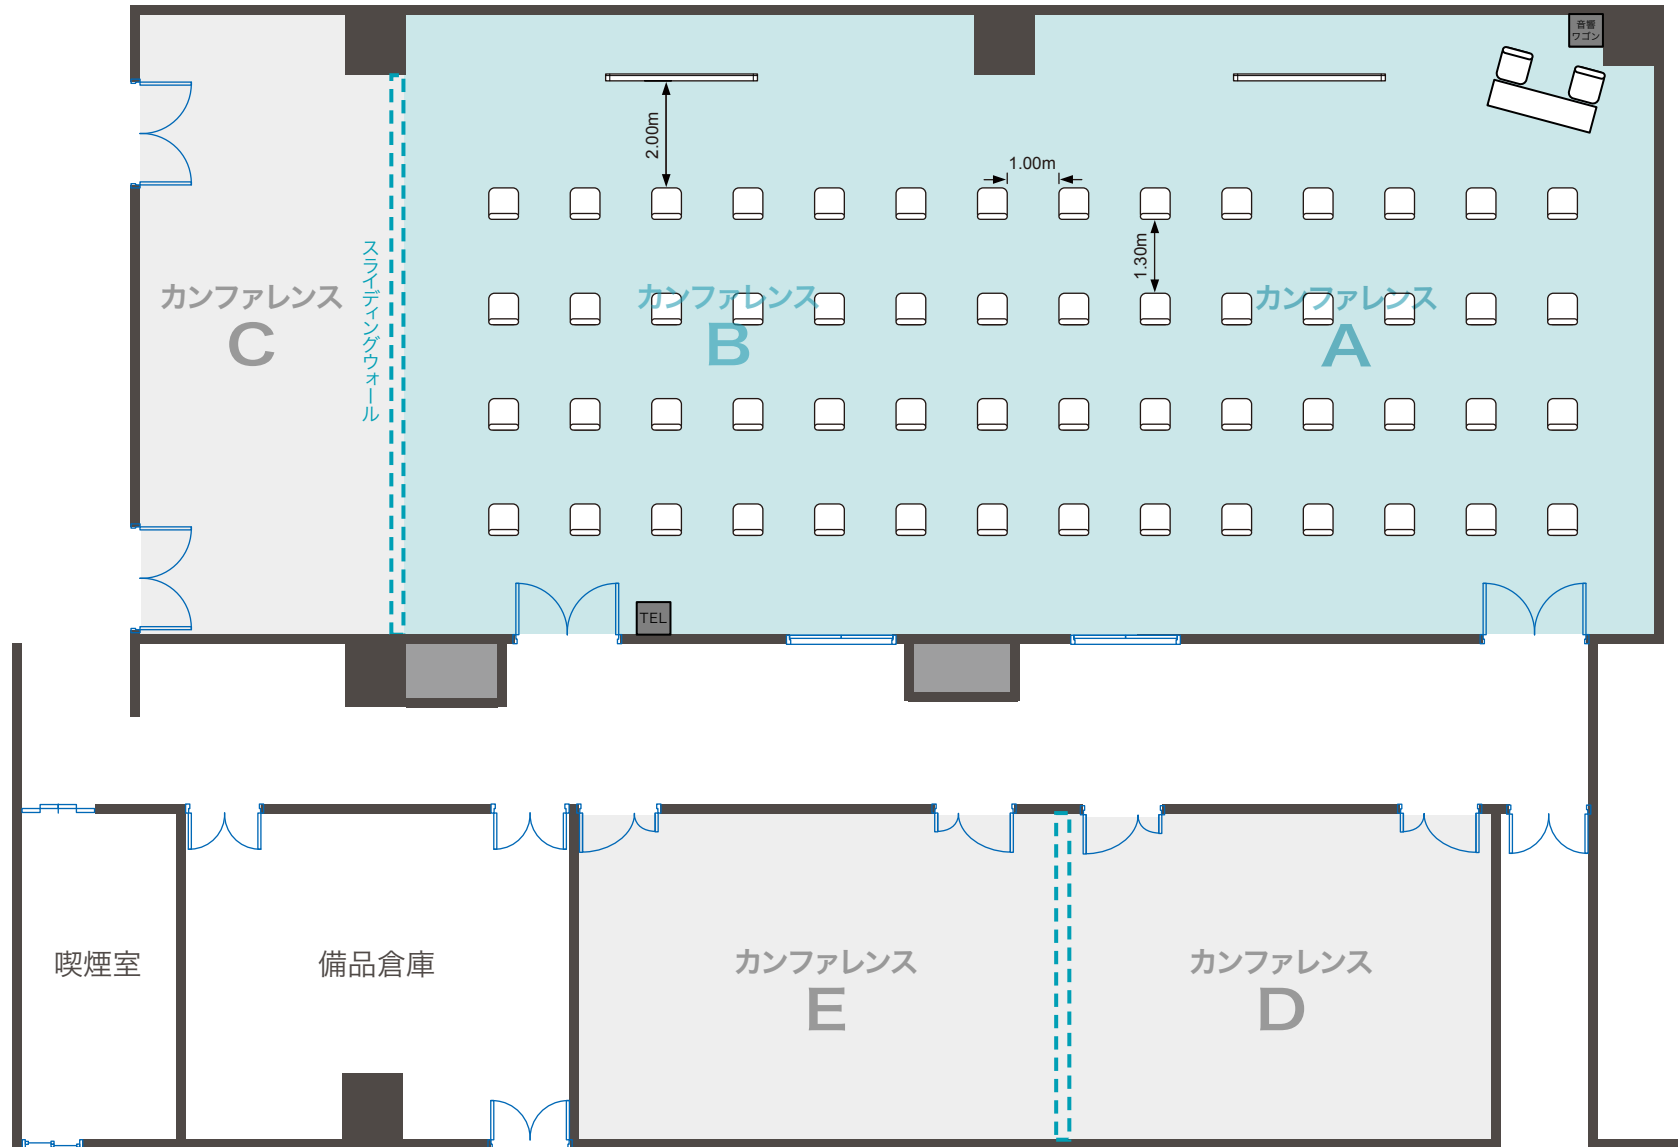 音響
ワゴン
2.00m
1.00m
1.30m
スライディングウォール
カンファレンス
C
カンファレンス
B
カンファレンス
A
TEL
喫煙室
備品倉庫
カンファレンス
E
カンファレンス
D